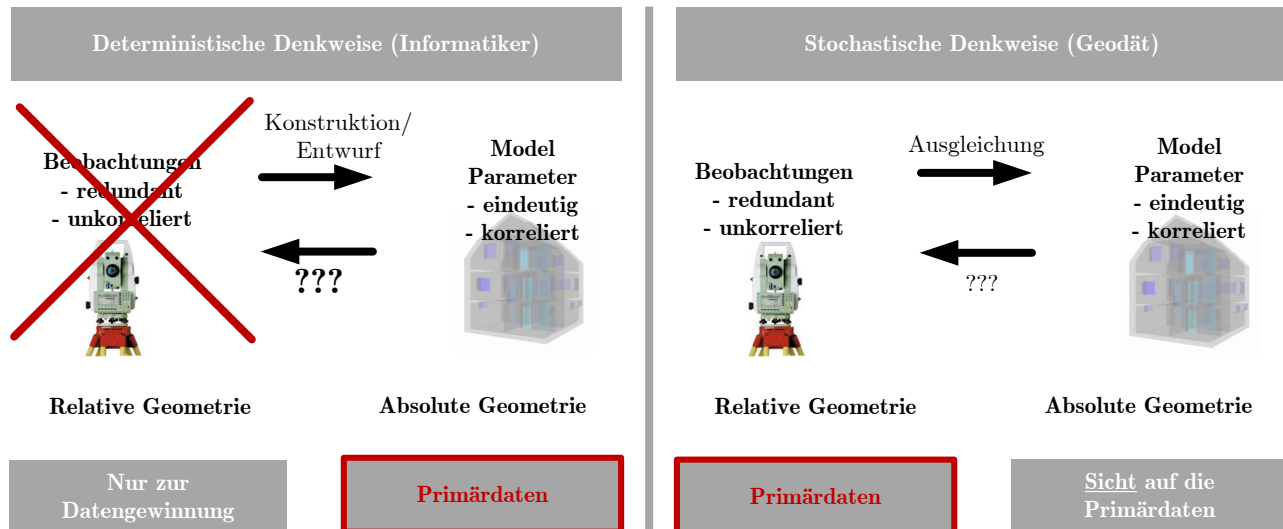 Deterministische Denkweise (Informatiker)
Konstruktion/
Entwurf
Beobachtungen
- redundant
- unkorreliert
Model
Parameter
- eindeutig
- korreliert
???
Relative Geometrie
Absolute Geometrie
Nur zur
Datengewinnung
Primärdaten
Stochastische Denkweise (Geodät)
Ausgleichung
Beobachtungen
- redundant
- unkorreliert
Model
Parameter
- eindeutig
- korreliert
???
Relative Geometrie
Absolute Geometrie
Primärdaten
Sicht auf die
Primärdaten